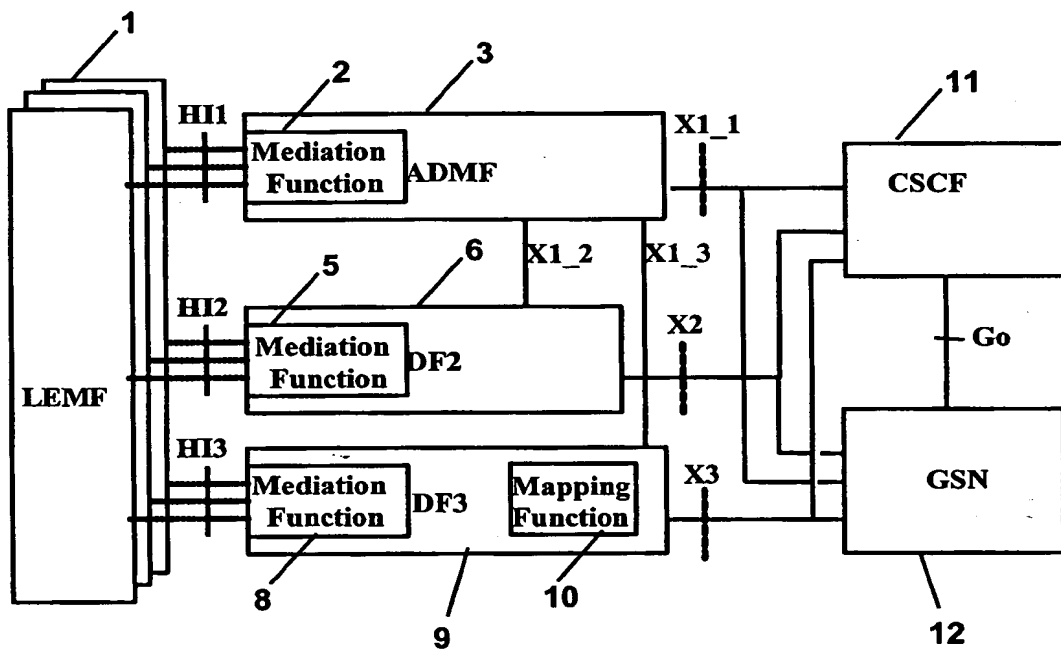 1
2
3
11
HI1
X1_1
Mediation
Function
ADMF
CSCF
5
6
X1_2
X1_3
HI2
X2
Mediation
Function
DF2
Go
LEMF
HI3
X3
Mediation
Function
DF3
Mapping
Function
GSN
8
9
10
12